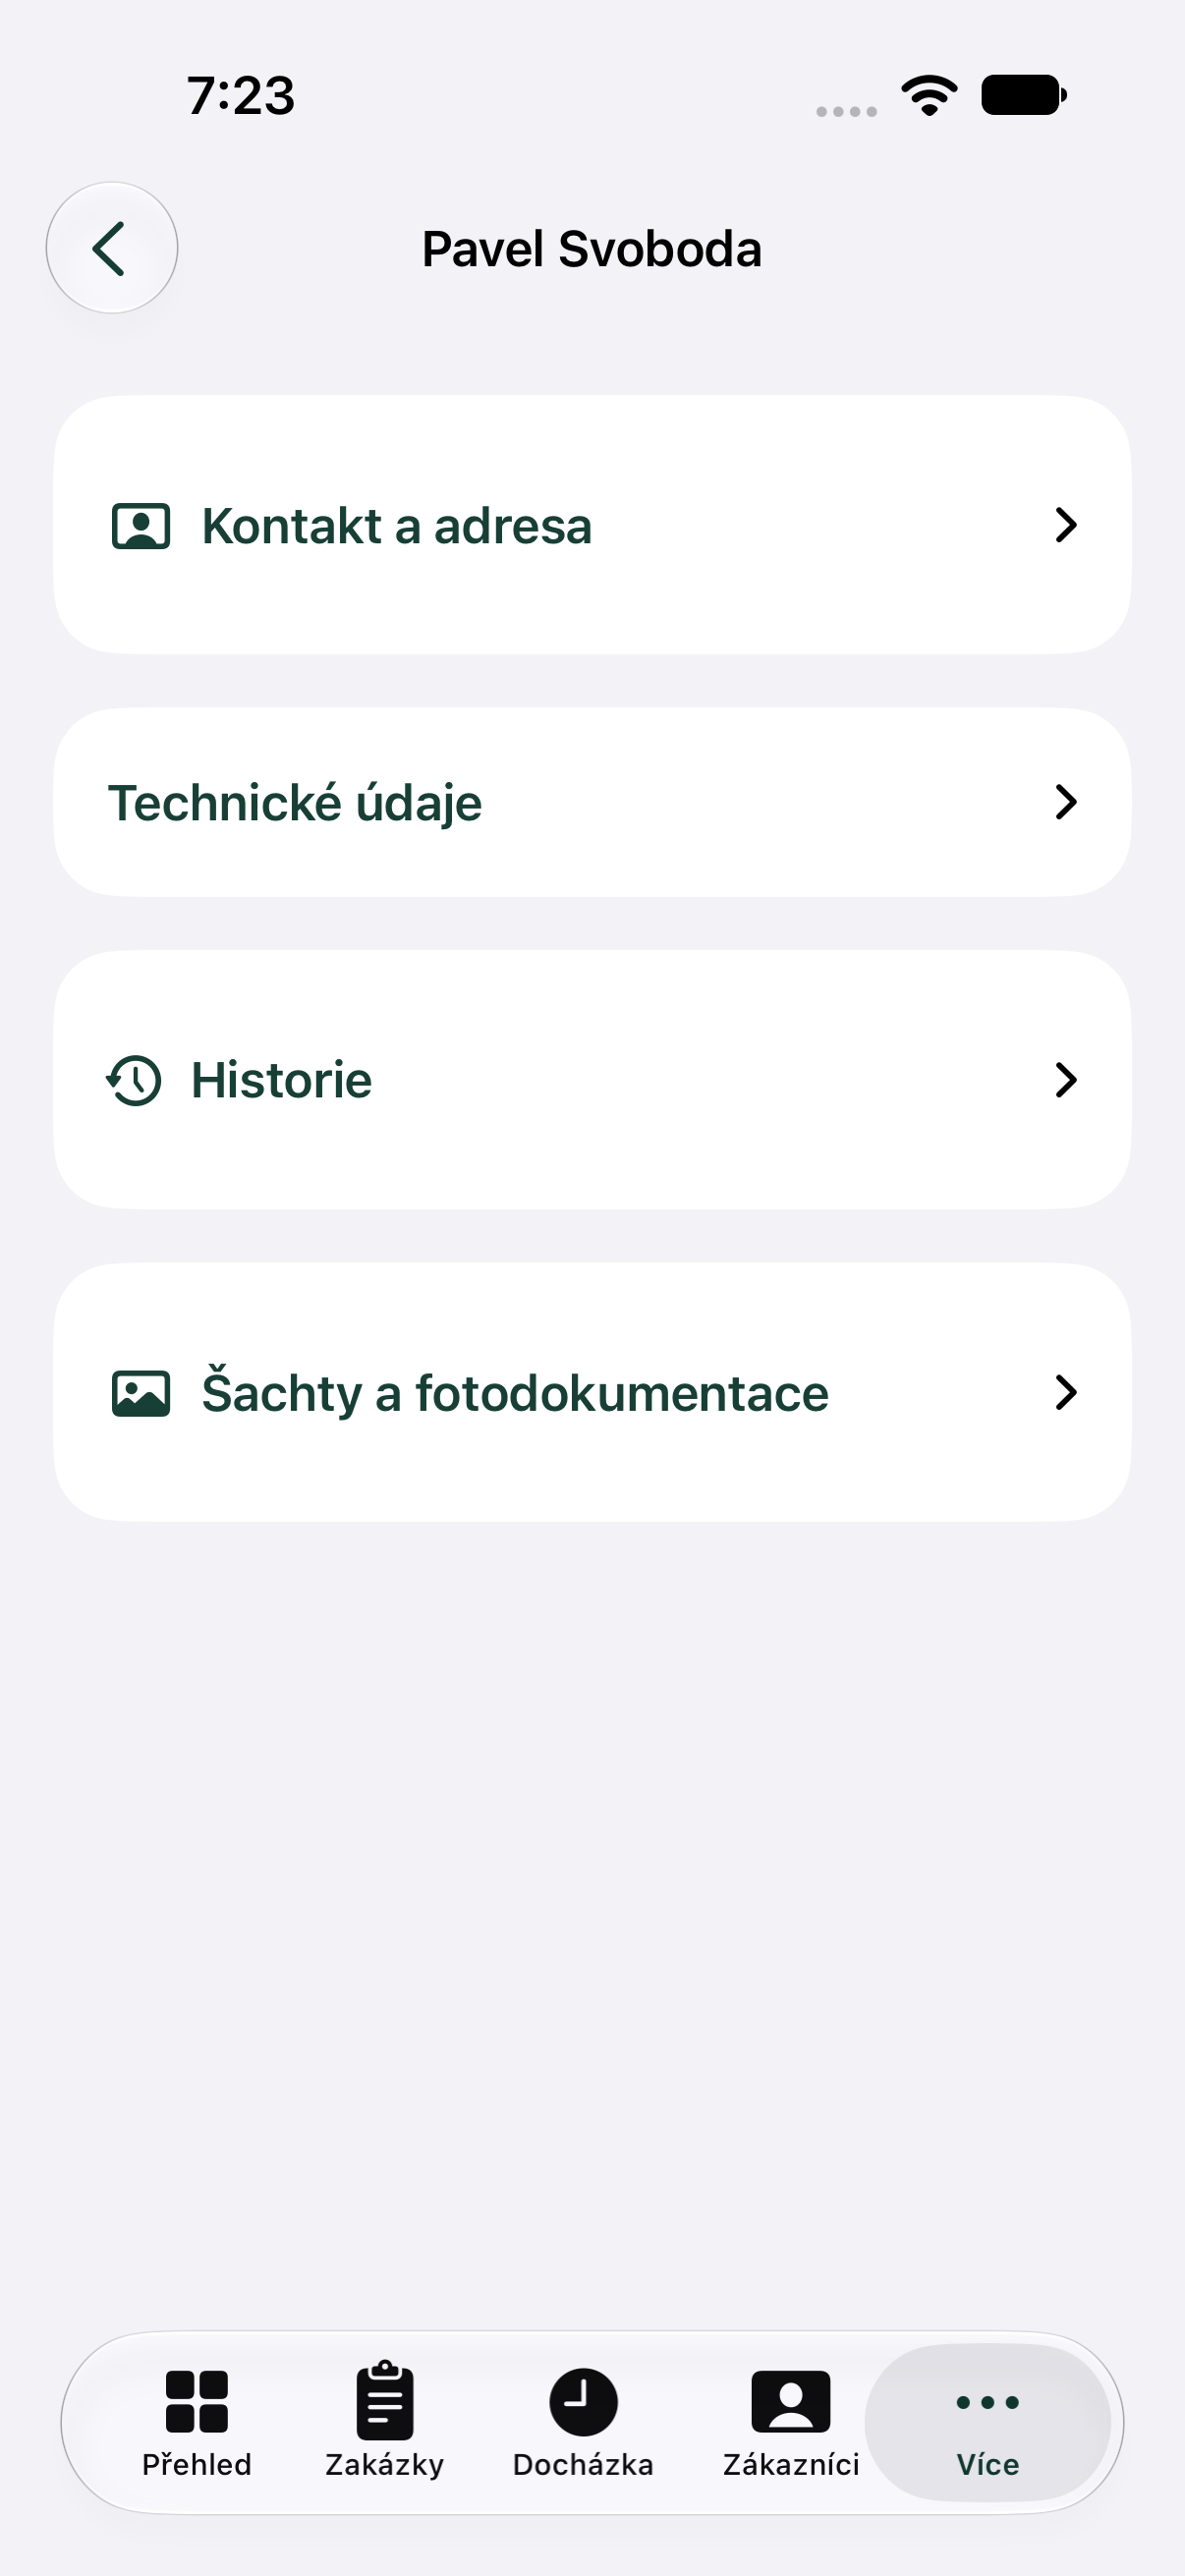 7:23
Pavel Svoboda
Kontakt a adresa
Technické údaje
Historie
Šachty a fotodokumentace
Přehled
Zakázky
Docházka
Zákazníci
Více